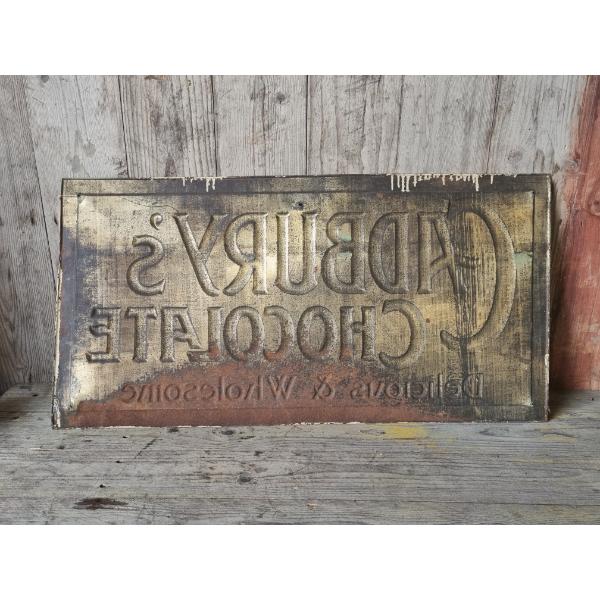 CADBURY'S
CHOCOLATE
Delicious & Wholesome